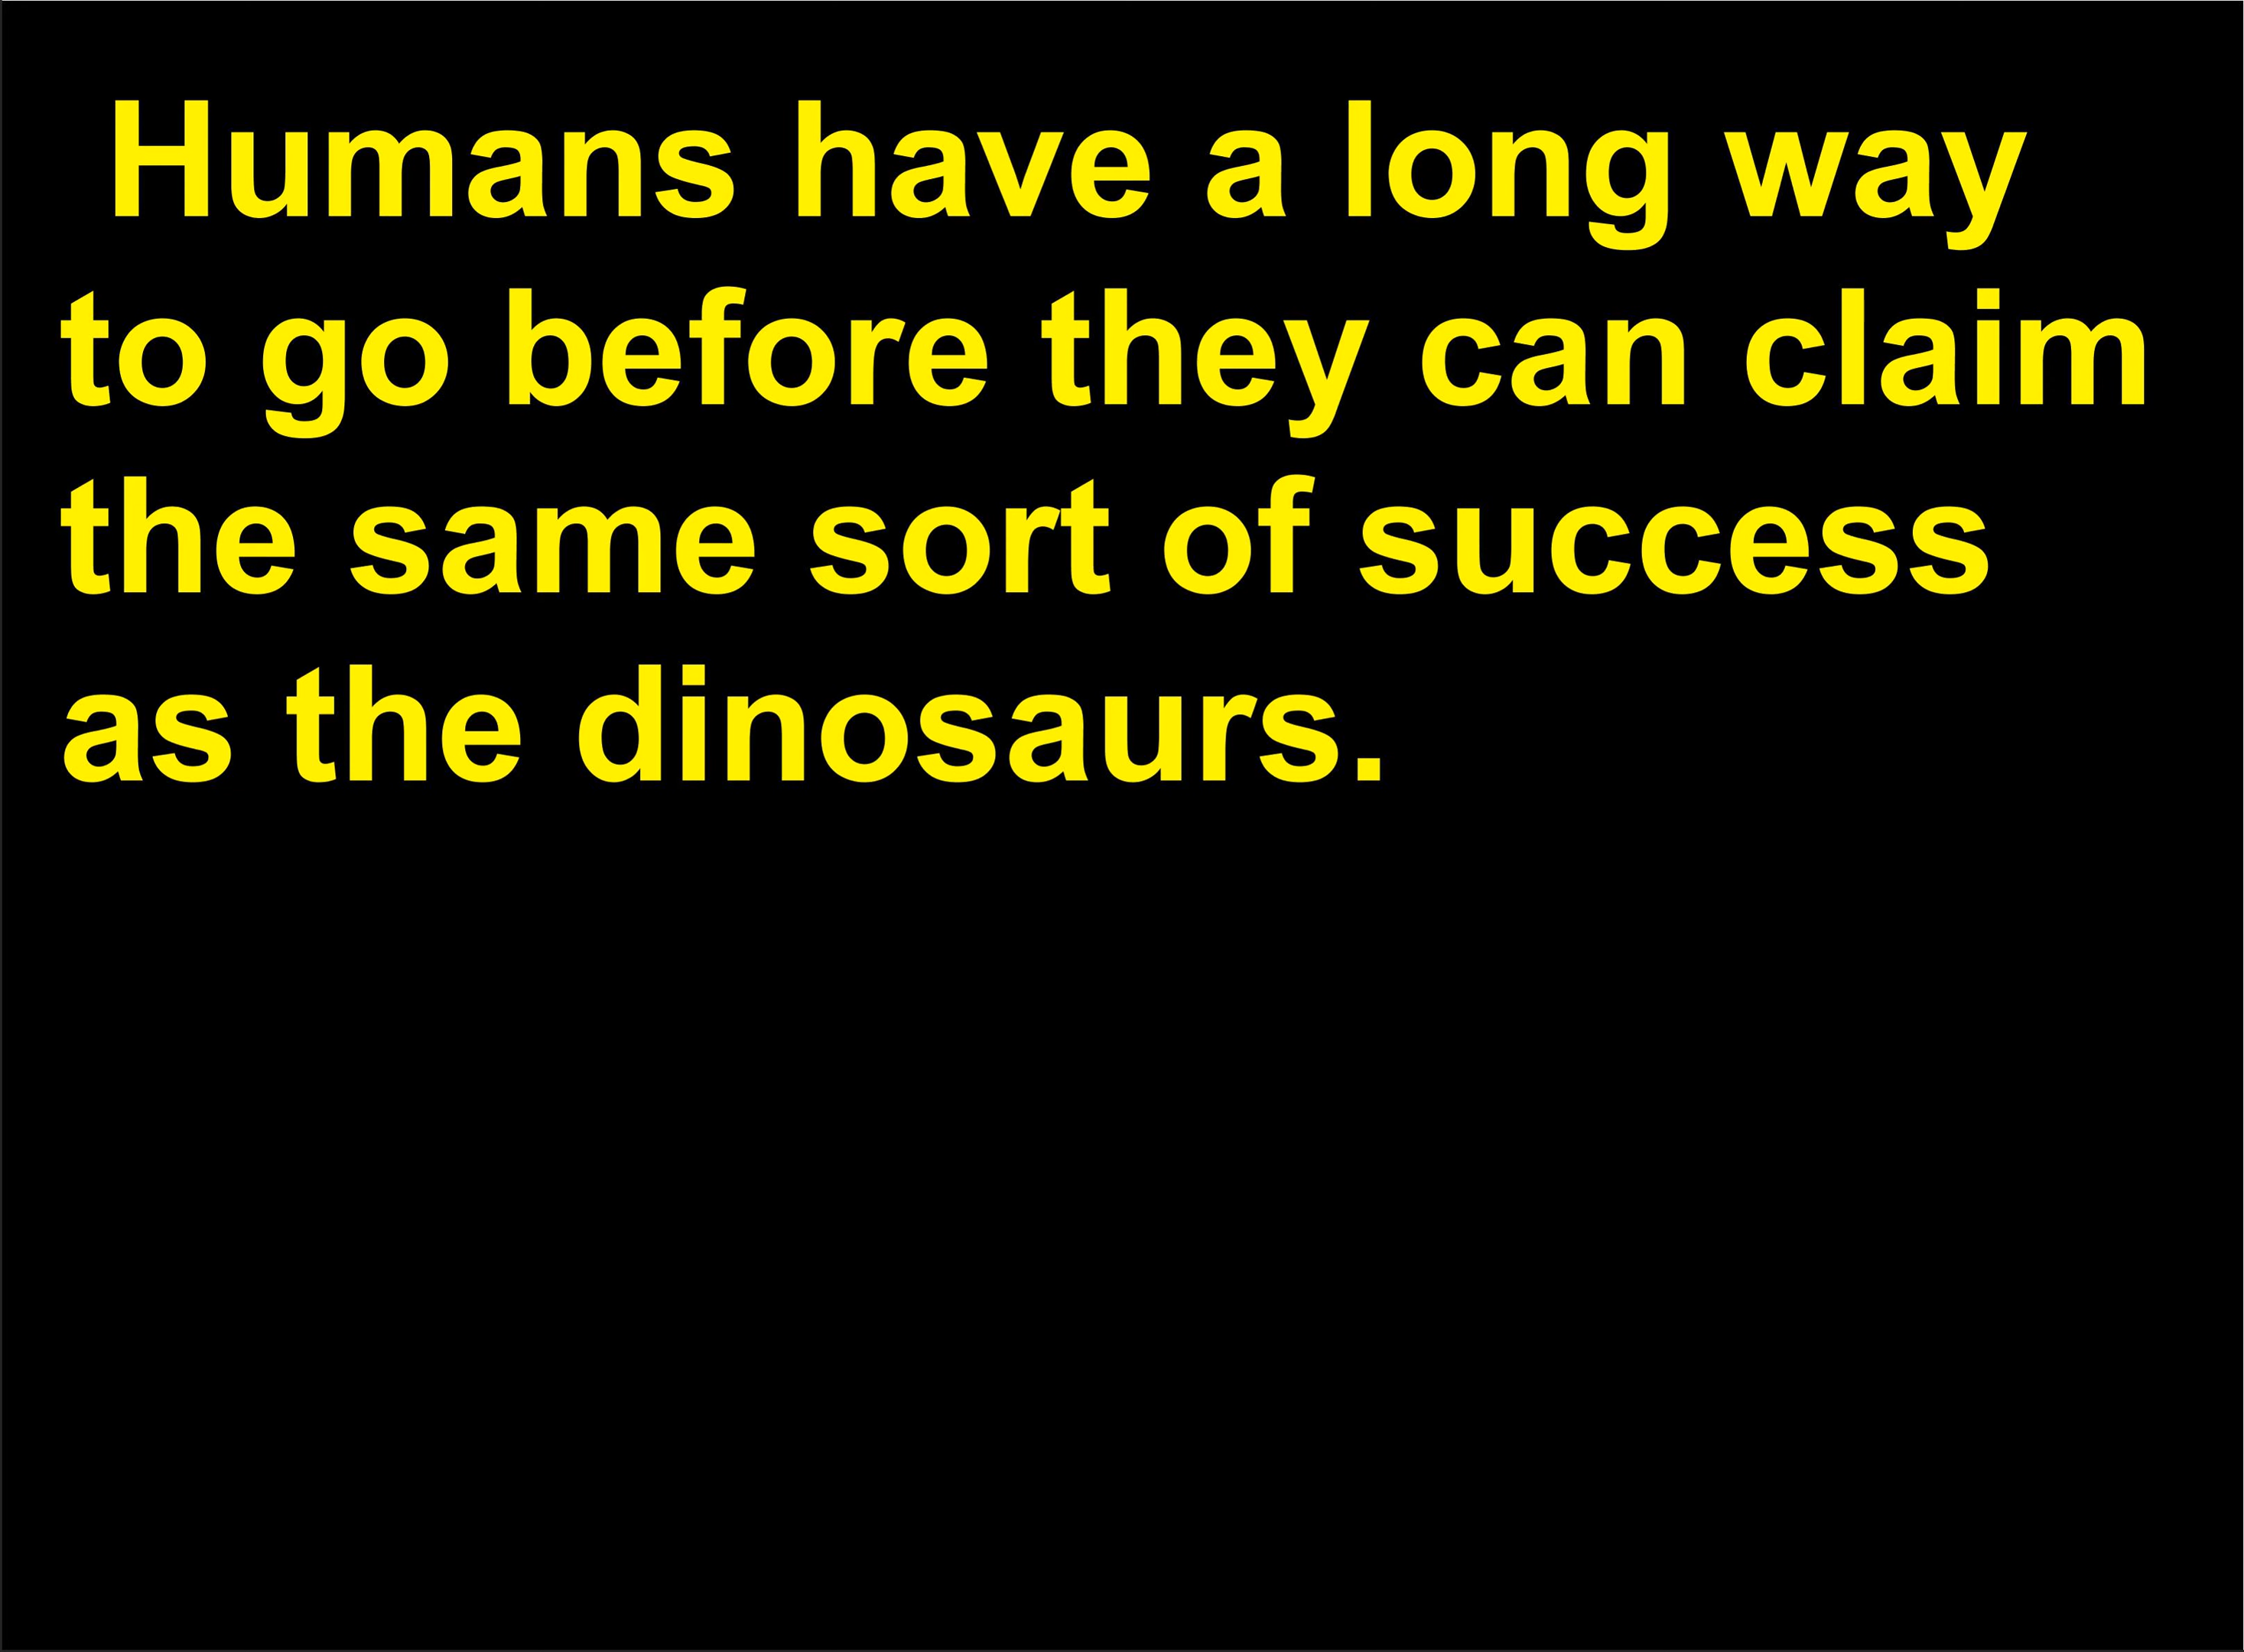 Humans have a long way
to go before they can claim
the same sort of success
as the dinosaurs.